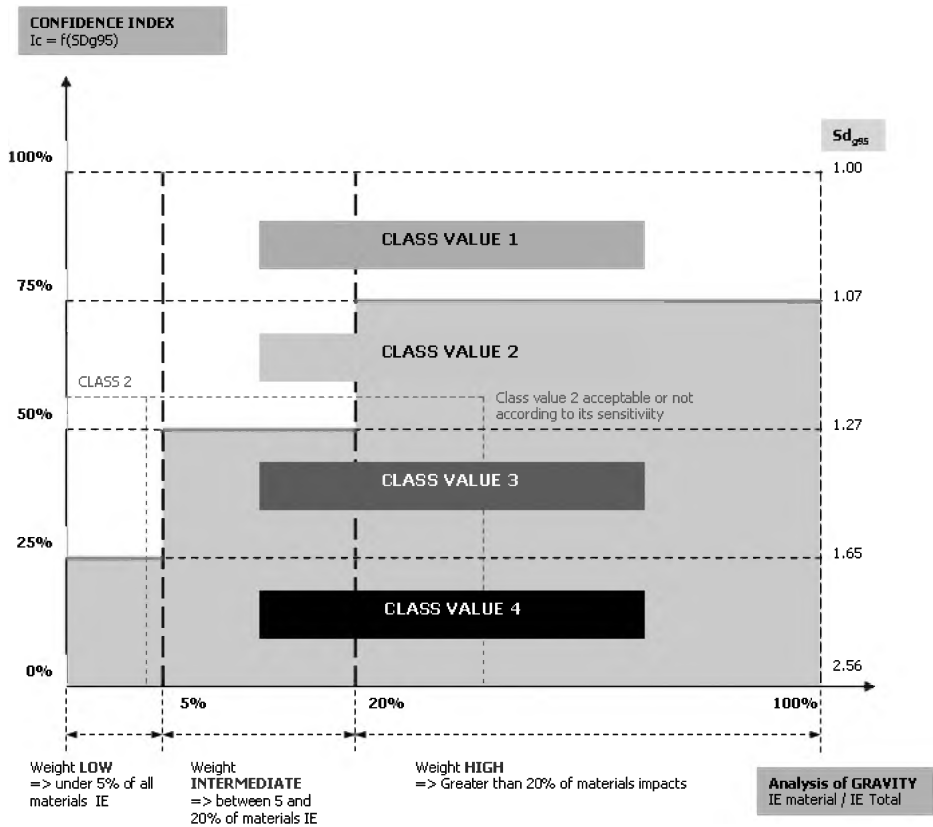 CONFIDENCE INDEX
Ic = f(SDg95)
Sd g95
100%
1.00
CLASS VALUE 1
75%
1.07
CLASS VALUE 2
CLASS 2
Class value 2 acceptable or not
according to its sensitiviity
50%
1.27
CLASS VALUE 3
25%
1.65
CLASS VALUE 4
0%
2.56
5%
20%
100%
Weight LOW
=> under 5% of all
materials IE
Weight
INTERMEDIATE
=> between 5 and
20% of materials IE
Weight HIGH
=> Greater than 20% of materials impacts
Analysis of GRAVITY
IE material / IE Total